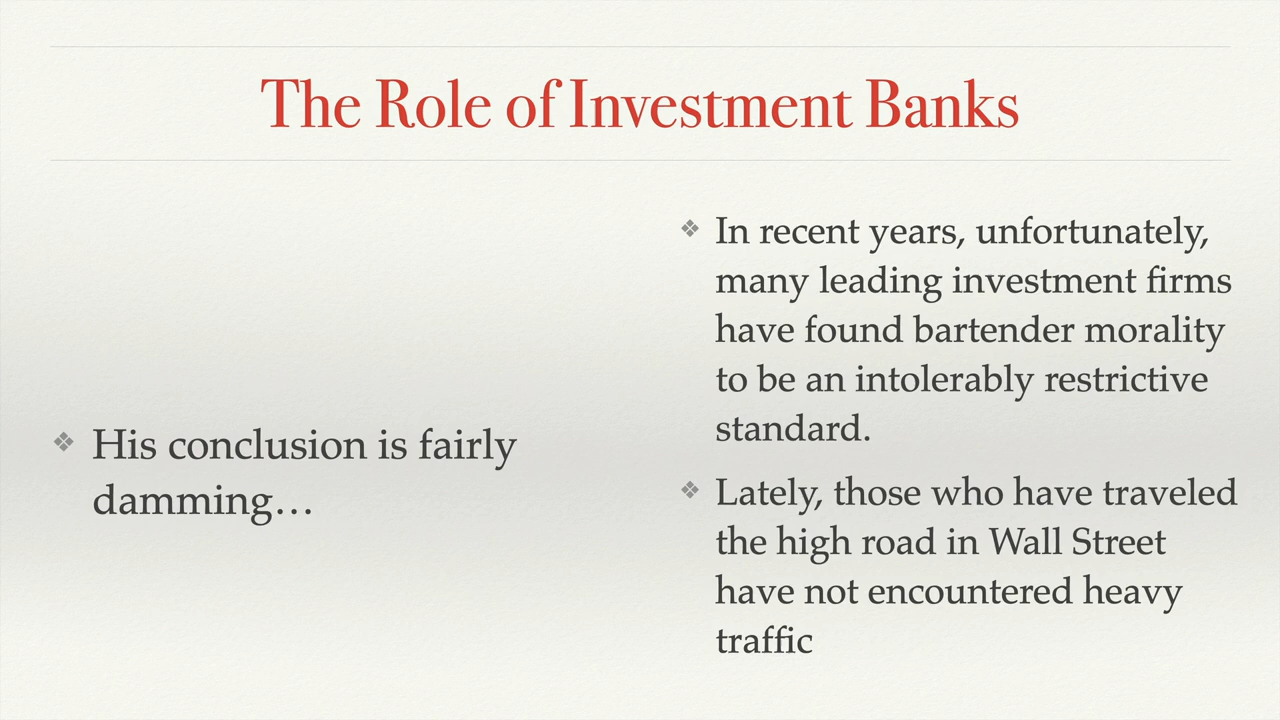 The Role of Investment Banks
His conclusion is fairly
damming…
In recent years, unfortunately,
many leading investment firms
have found bartender morality
to be an intolerably restrictive
standard.
Lately, those who have traveled
the high road in Wall Street
have not encountered heavy
traffic